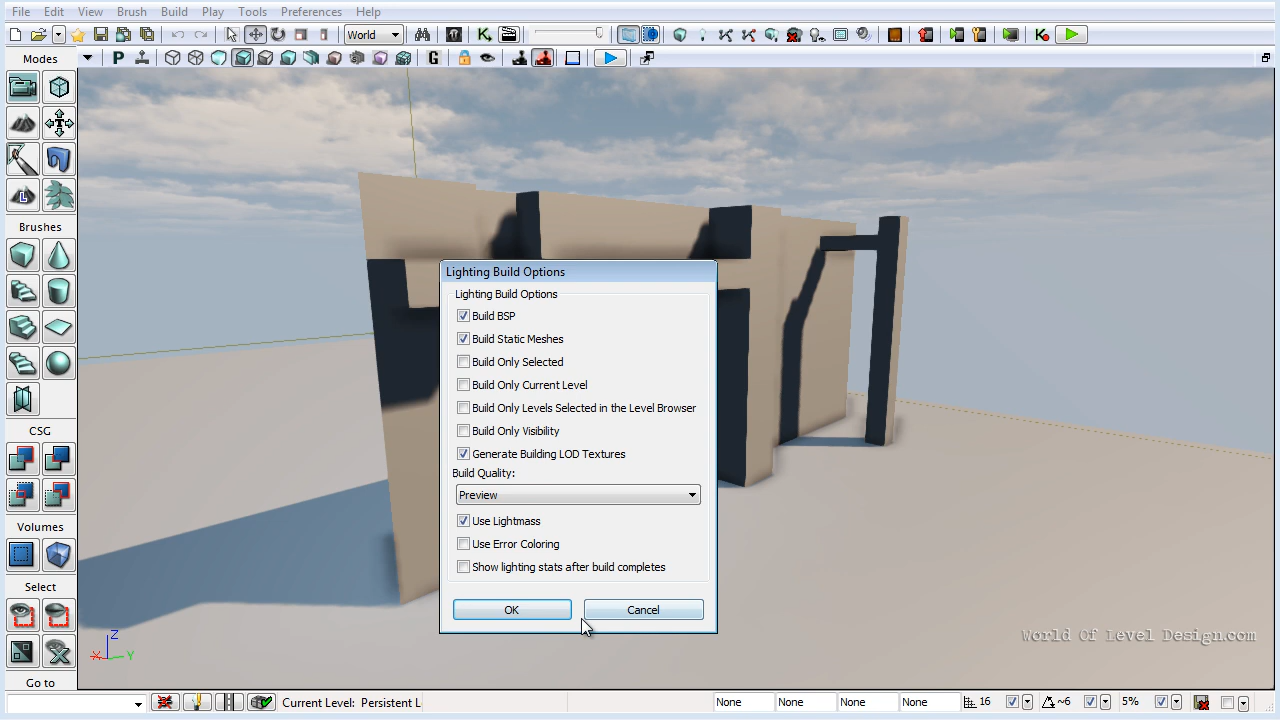 File Edit View Brush Build Play Tools Preferences Help
World
P
G
Modes
L
Brushes
CSG
Volumes
Select
Go to
Lighting Build Options
Lighting Build Options
Build BSP
Build Static Meshes
Build Only Selected
Build Only Current Level
Build Only Levels Selected in the Level Browser
Build Only Visibility
Generate Building LOD Textures
Build Quality:
Preview
Use Lightmass
Use Error Coloring
Show lighting stats after build completes
OK Cancel
World Of Level Design.com
Z
X Y
Current Level: Persistent L
None None None None 16 ~6 5%